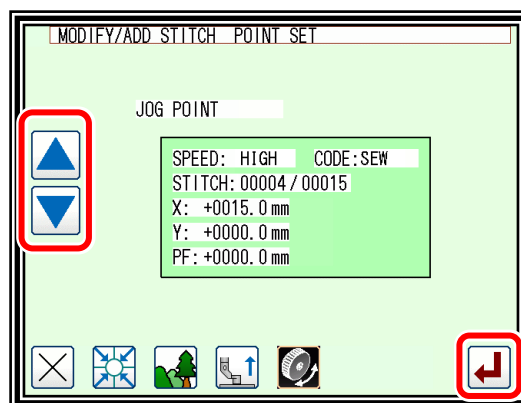 MODIFY/ADD STITCH POINT SET
JOG POINT
SPEED: HIGH CODE:SEW
STITCH:00004/00015
X: +0015.0mm
Y: +0000.0mm
PF:+0000.0mm